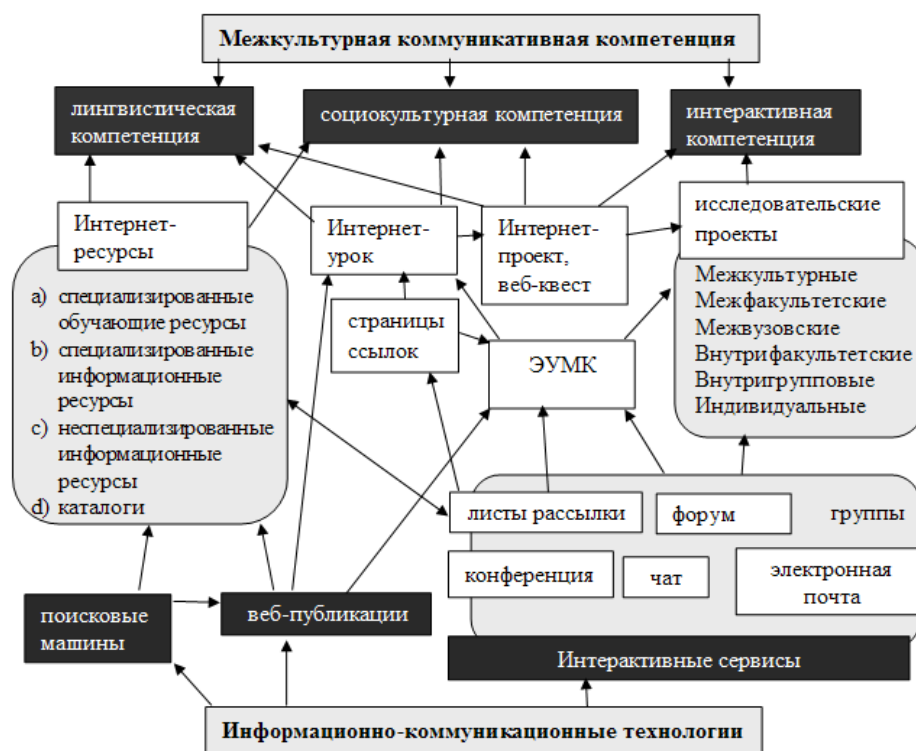 Межкультурная коммуникативная компетенция
лингвистическая
компетенция
социокультурная компетенция
интерактивная
компетенция
Интернет-
ресурсы
Интернет-
урок
Интернет-
проект,
веб-квест
исследовательские
проекты
a) специализированные
обучающие ресурсы
b) специализированные
информационные
ресурсы
c) неспециализированные
информационные
ресурсы
d) каталоги
страницы
ссылок
ЭУМК
Межкультурные
Межфакультетские
Межвузовские
Внутрифакультетские
Внутригрупповые
Индивидуальные
листы рассылки
форум
группы
конференция
чат
электронная
почта
поисковые
машины
веб-публикации
Интерактивные сервисы
Информационно-коммуникационные технологии